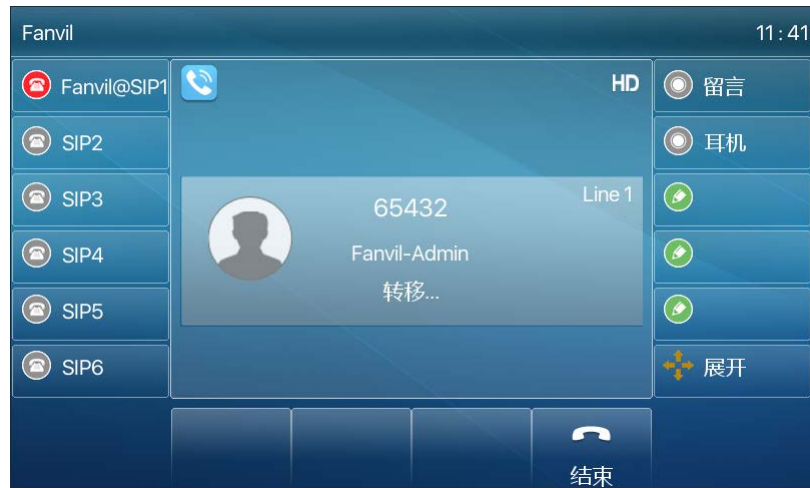 Fanvil 11:41
Fanvil@SIP1
SIP2
SIP3
SIP4
SIP5
SIP6
HD
65432 Line 1
Fanvil-Admin
转移...
留言
耳机
展开
结束